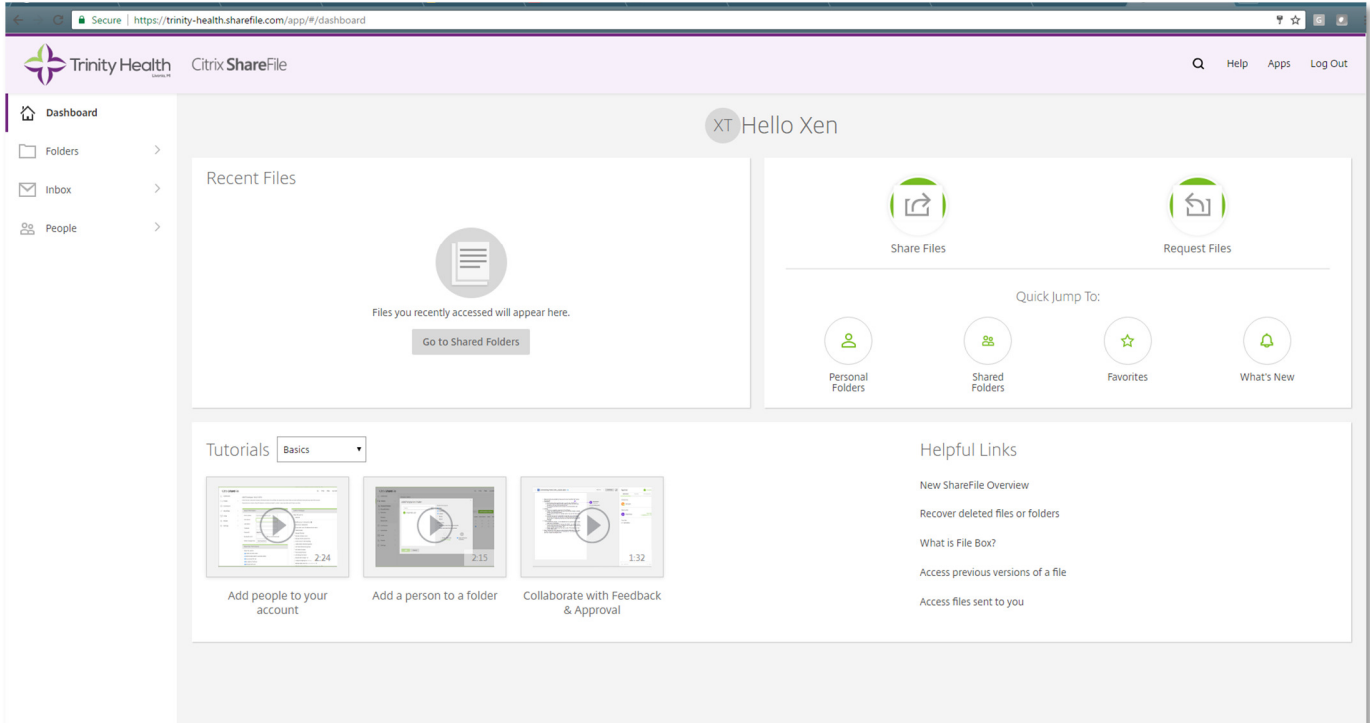 Secure | https://trinity-health.sharefile.com/app/#/dashboard
Trinity Health
Citrix ShareFile
Help Apps Log Out
Dashboard
Folders
Inbox
People
XT Hello Xen
Recent Files
Files you recently accessed will appear here.
Go to Shared Folders
Share Files
Request Files
Quick Jump To:
Personal
Folders
Shared
Folders
Favorites
What's New
Tutorials Basics
2:24
2:15
1:32
Add people to your
account
Add a person to a folder
Collaborate with Feedback
& Approval
Helpful Links
New ShareFile Overview
Recover deleted files or folders
What is File Box?
Access previous versions of a file
Access files sent to you